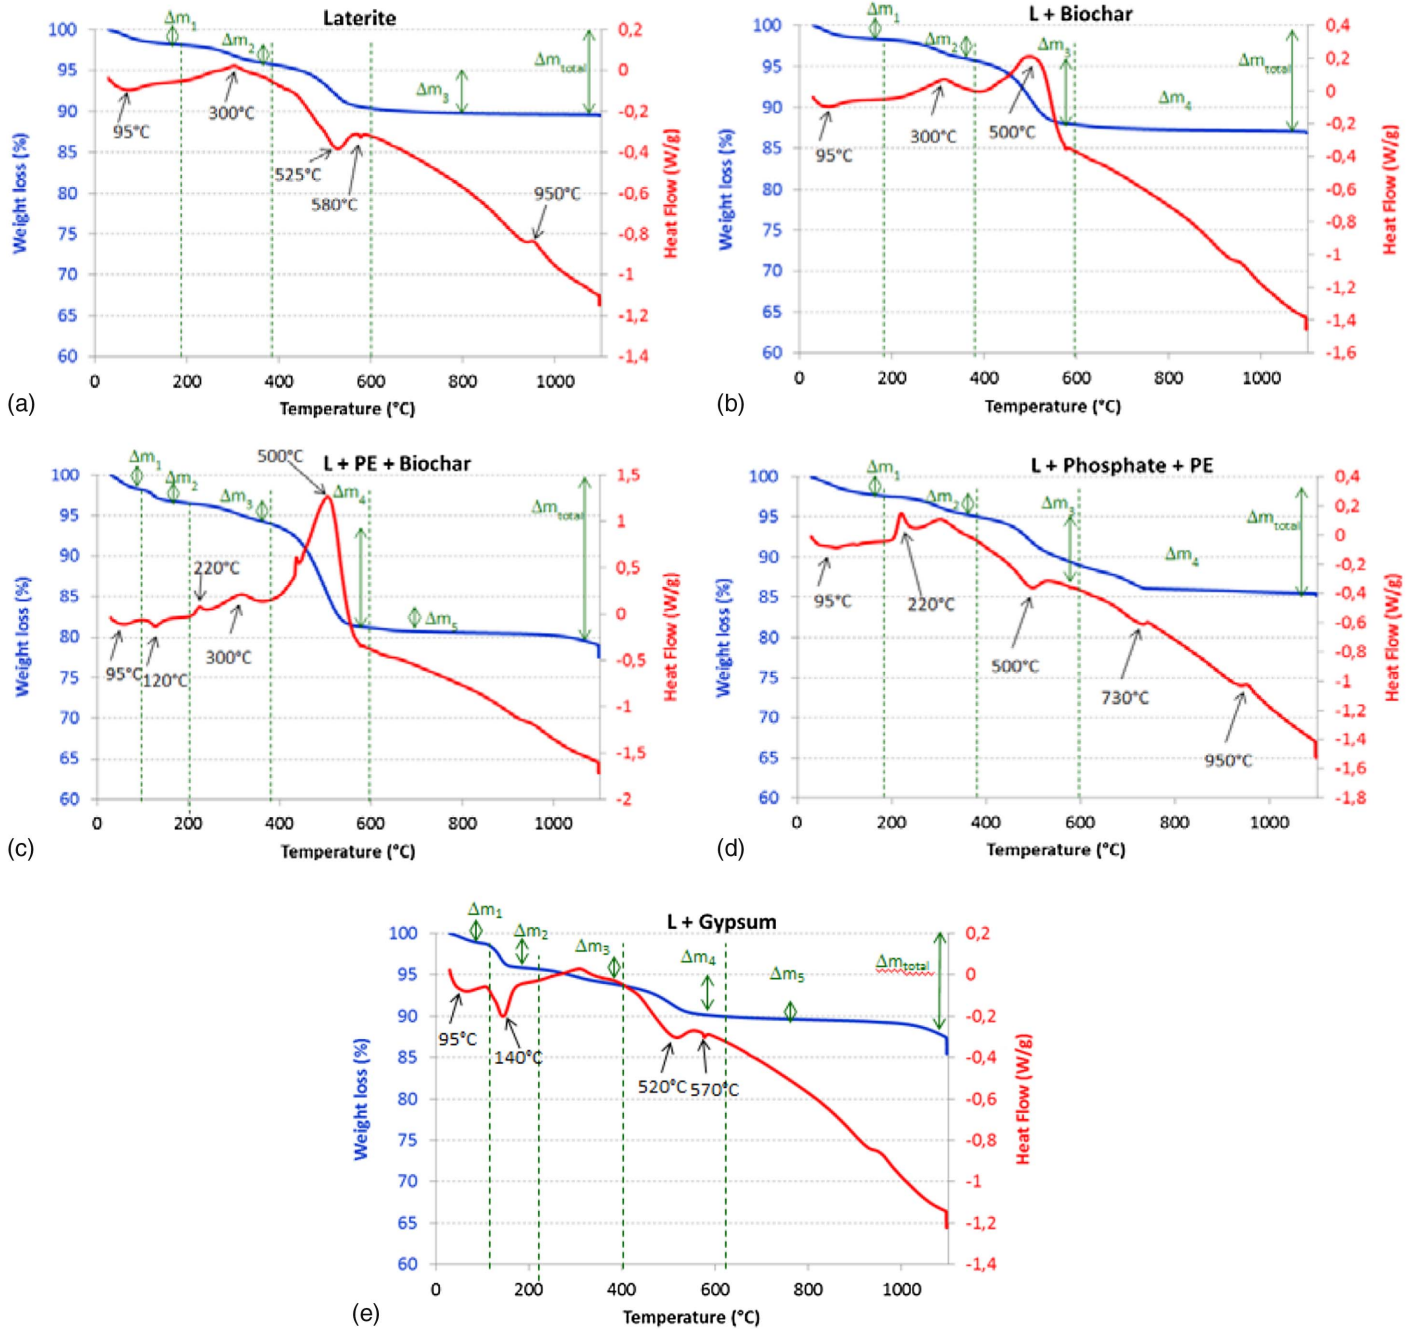 Laterite
Δm1
Δm2
Δm3
Δmtotal
95°C
300°C
525°C
580°C
950°C
100
95
90
85
80
75
70
65
60
0,2
0
-0,2
-0,4
-0,6
-0,8
-1
-1,2
-1,4
0 200 400 600 800 1000
Weight loss (%)
Heat Flow (W/g)
Temperature (°C)
(a)
L + Biochar
Δm1
Δm2
Δm3
Δm4
Δmtotal
95°C
300°C
500°C
100
95
90
85
80
75
70
65
60
0,4
0,2
0
-0,2
-0,4
-0,6
-0,8
-1
-1,2
-1,4
-1,6
0 200 400 600 800 1000
Weight loss (%)
Heat Flow (W/g)
Temperature (°C)
(b)
L + PE + Biochar
Δm1
Δm2
Δm3
Δm4
Δm5
Δmtotal
500°C
220°C
95°C
120°C
300°C
100
95
90
85
80
75
70
65
60
1,5
1
0,5
0
-0,5
-1
-1,5
-2
0 200 400 600 800 1000
Weight loss (%)
Heat Flow (W/g)
Temperature (°C)
(c)
L + Phosphate + PE
Δm1
Δm2
Δm3
Δm4
Δmtotal
95°C
220°C
500°C
730°C
950°C
100
95
90
85
80
75
70
65
60
0,4
0,2
0
-0,2
-0,4
-0,6
-0,8
-1
-1,2
-1,4
-1,6
-1,8
0 200 400 600 800 1000
Weight loss (%)
Heat Flow (W/g)
Temperature (°C)
(d)
L + Gypsum
Δm1
Δm2
Δm3
Δm4
Δm5
Δmtotal
95°C
140°C
520°C
570°C
100
95
90
85
80
75
70
65
60
0,2
0
-0,2
-0,4
-0,6
-0,8
-1
-1,2
-1,4
0 200 400 600 800 1000
Weight loss (%)
Heat Flow (W/g)
Temperature (°C)
(e)